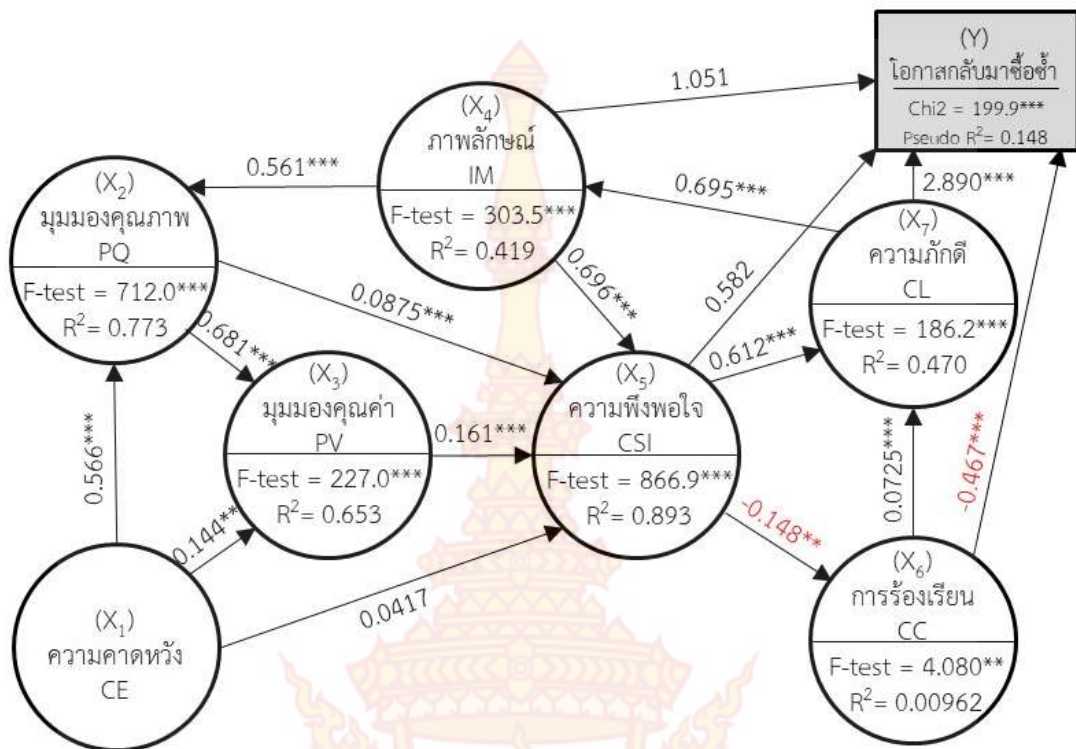 (Y)
โอกาสกลับมาซื้อซ้ำ
Chi2 = 199.9***
Pseudo R²= 0.148
1.051
(X₄)
ภาพลักษณ์
IM
F-test = 303.5***
R²= 0.419
0.561***
0.695***
2.890***
(X₂)
มุมมองคุณภาพ
PQ
F-test = 712.0***
R²= 0.773
(X₇)
ความภักดี
CL
F-test = 186.2***
R²= 0.470
0.0875***
0.696***
0.582
0.681***
0.612***
(X₃)
มุมมองคุณค่า
PV
F-test = 227.0***
R²= 0.653
0.161***
(X₅)
ความพึงพอใจ
CSI
F-test = 866.9***
R²= 0.893
0.566***
0.144**
0.0417
-0.148**
0.0725***
-0.467***
(X₁)
ความคาดหวัง
CE
(X₆)
การร้องเรียน
CC
F-test = 4.080**
R²= 0.00962